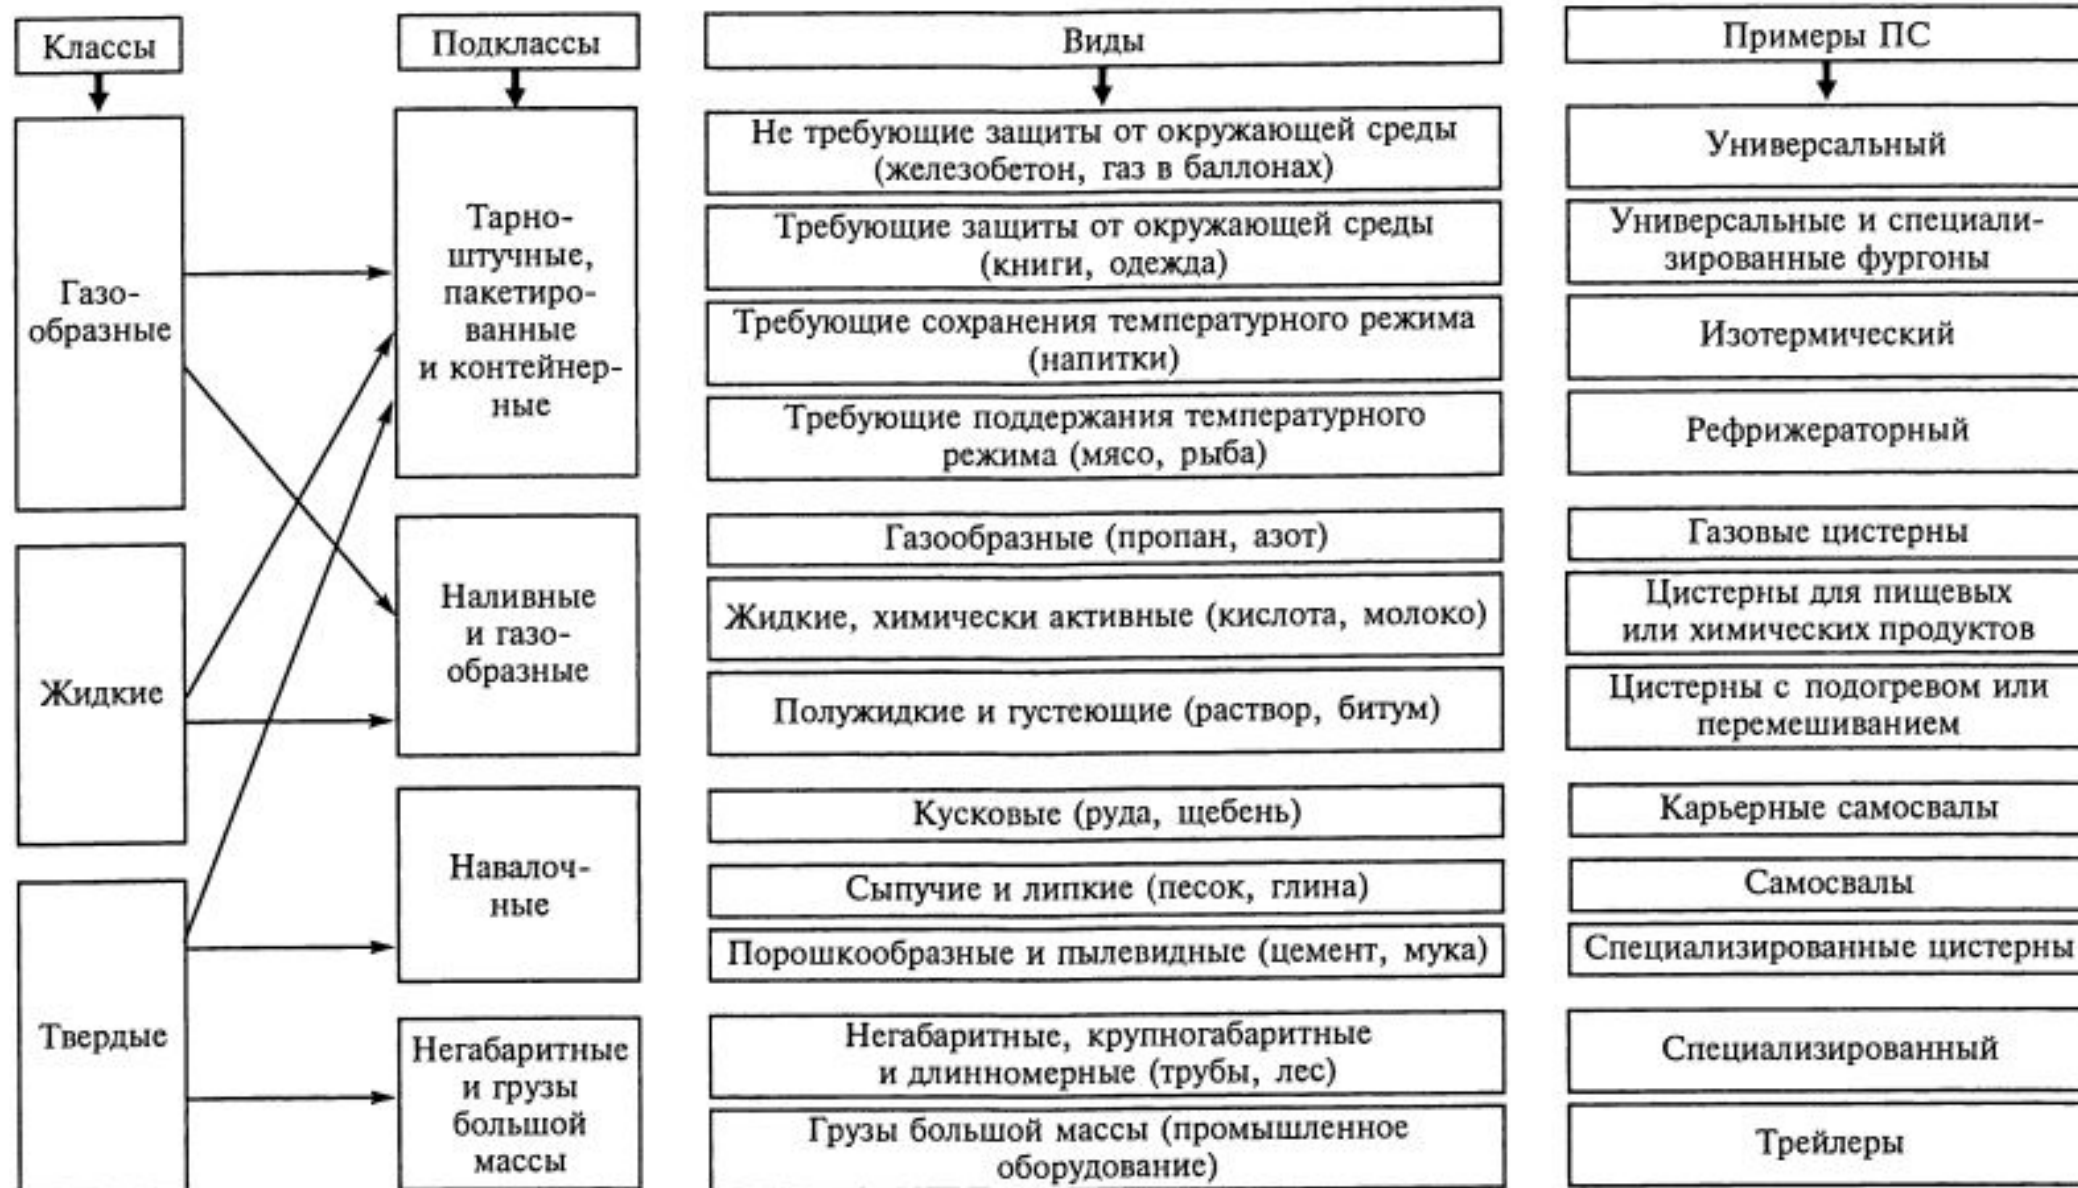 Классы
Подклассы
Виды
Примеры ПС
Газо-
образные
Жидкие
Твердые
Тарно-
штучные,
пакетиро-
ванные
и контейнер-
ные
Наливные
и газо-
образные
Навалоч-
ные
Негабаритные
и грузы
большой
массы
Не требующие защиты от окружающей среды
(железобетон, газ в баллонах)
Требующие защиты от окружающей среды
(книги, одежда)
Требующие сохранения температурного режима
(напитки)
Требующие поддержания температурного
режима (мясо, рыба)
Газообразные (пропан, азот)
Жидкие, химически активные (кислота, молоко)
Полужидкие и густеющие (раствор, битум)
Кусковые (руда, щебень)
Сыпучие и липкие (песок, глина)
Порошкообразные и пылевидные (цемент, мука)
Негабаритные, крупногабаритные
и длинномерные (трубы, лес)
Грузы большой массы (промышленное
оборудование)
Универсальный
Универсальные и специали-
зированные фургоны
Изотермический
Рефрижераторный
Газовые цистерны
Цистерны для пищевых
или химических продуктов
Цистерны с подогревом или
перемешиванием
Карьерные самосвалы
Самосвалы
Специализированные цистерны
Специализированный
Трейлеры